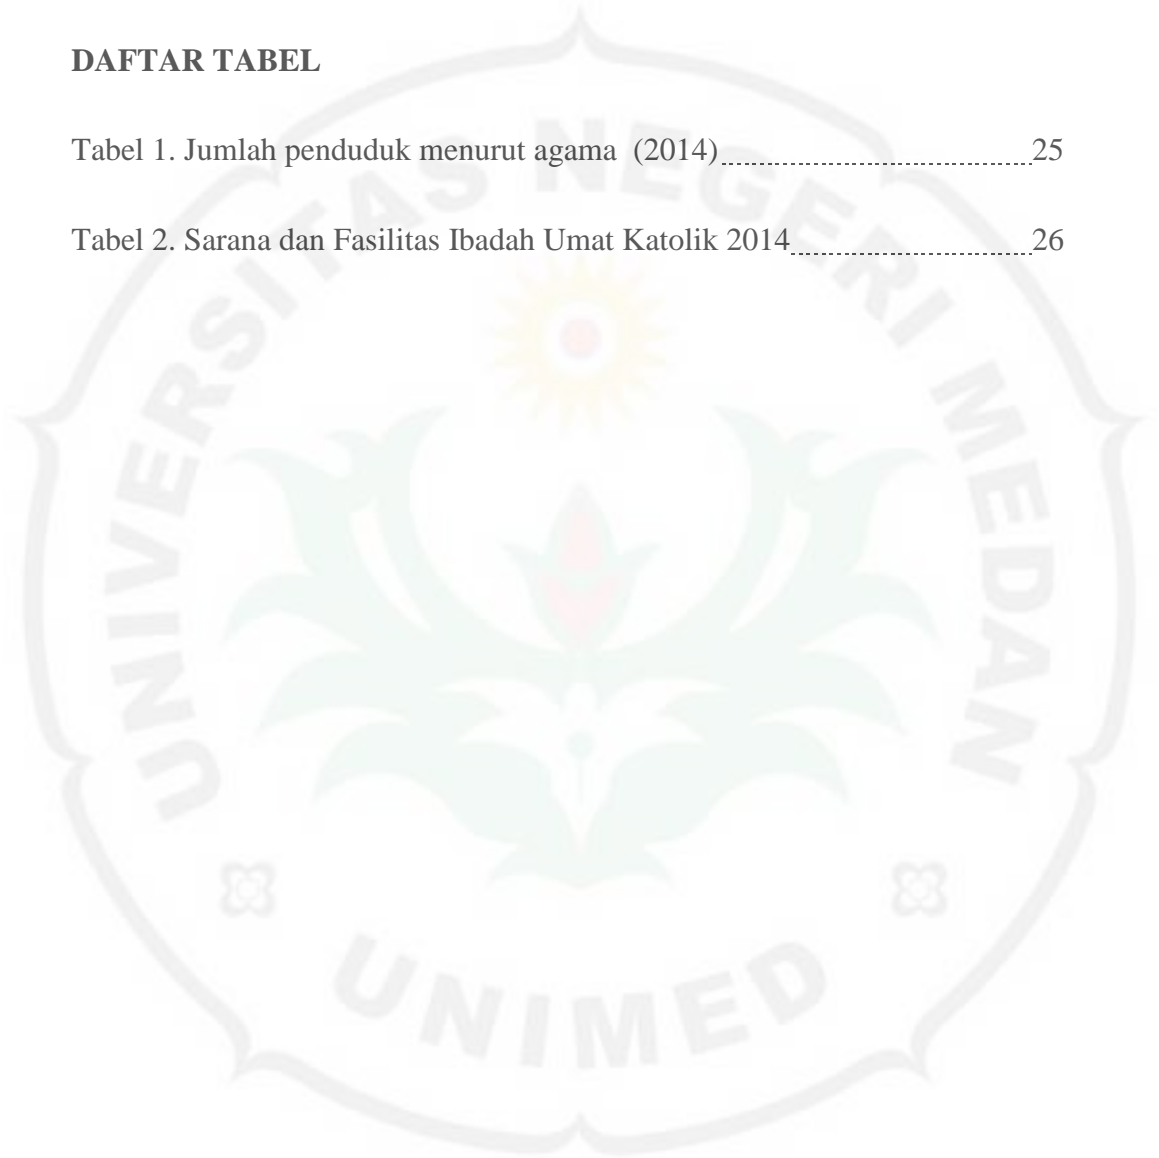 DAFTAR TABEL
Tabel 1. Jumlah penduduk menurut agama (2014) 25
Tabel 2. Sarana dan Fasilitas Ibadah Umat Katolik 2014 26
UNIVERSITAS NEGERI MEDAN
UNIMED